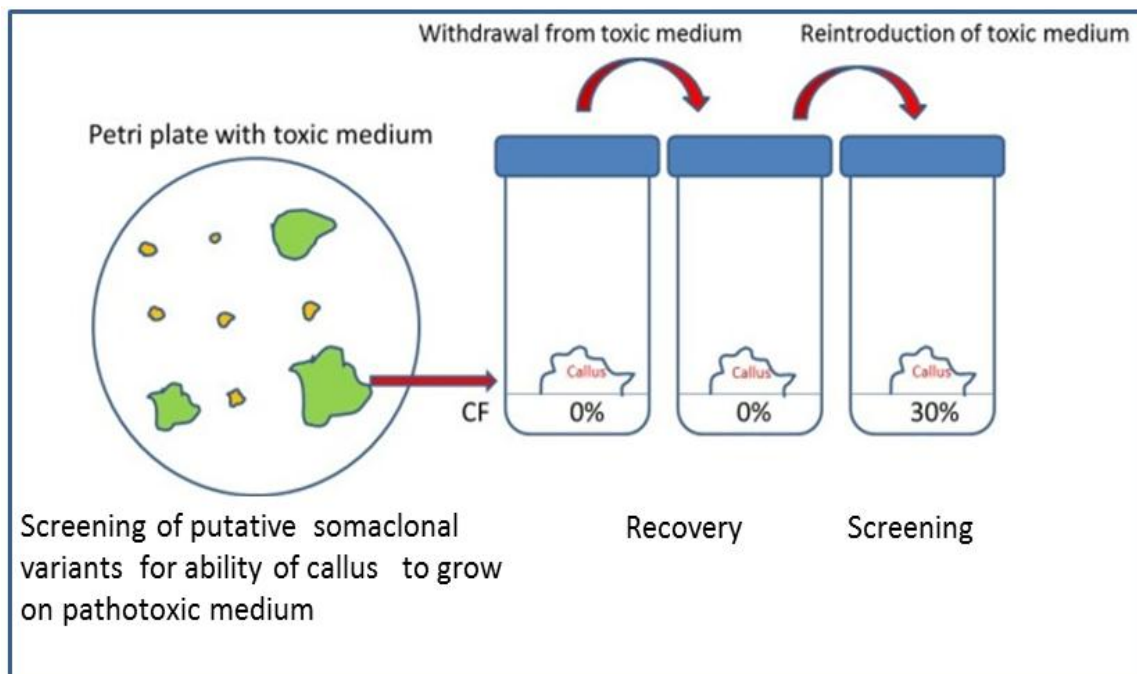 Withdrawal from toxic medium
Reintroduction of toxic medium
Petri plate with toxic medium
Callus
Callus
Callus
CF
0%
0%
30%
Screening of putative somaclonal
variants for ability of callus to grow
on pathotoxic medium
Recovery
Screening